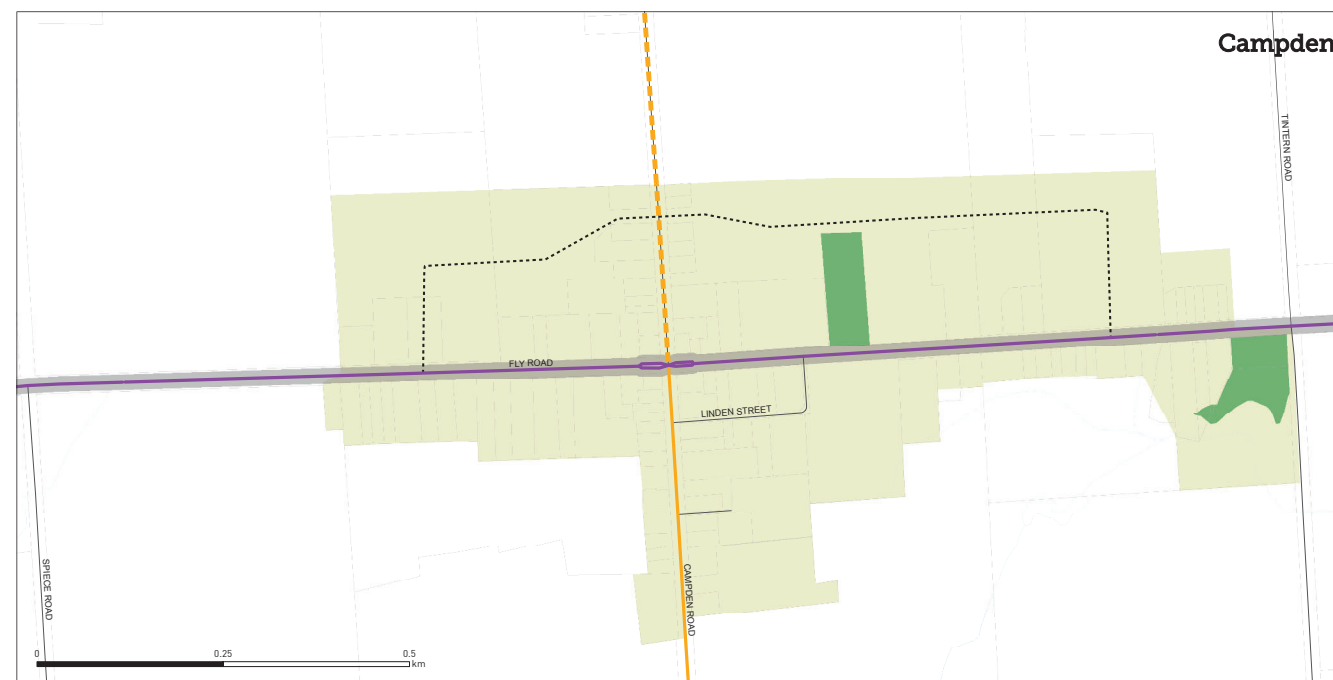 Campden
TINTERN ROAD
FLY ROAD
LINDEN STREET
SPIECE ROAD
CAMPDEN ROAD
0 0.25 0.5
km